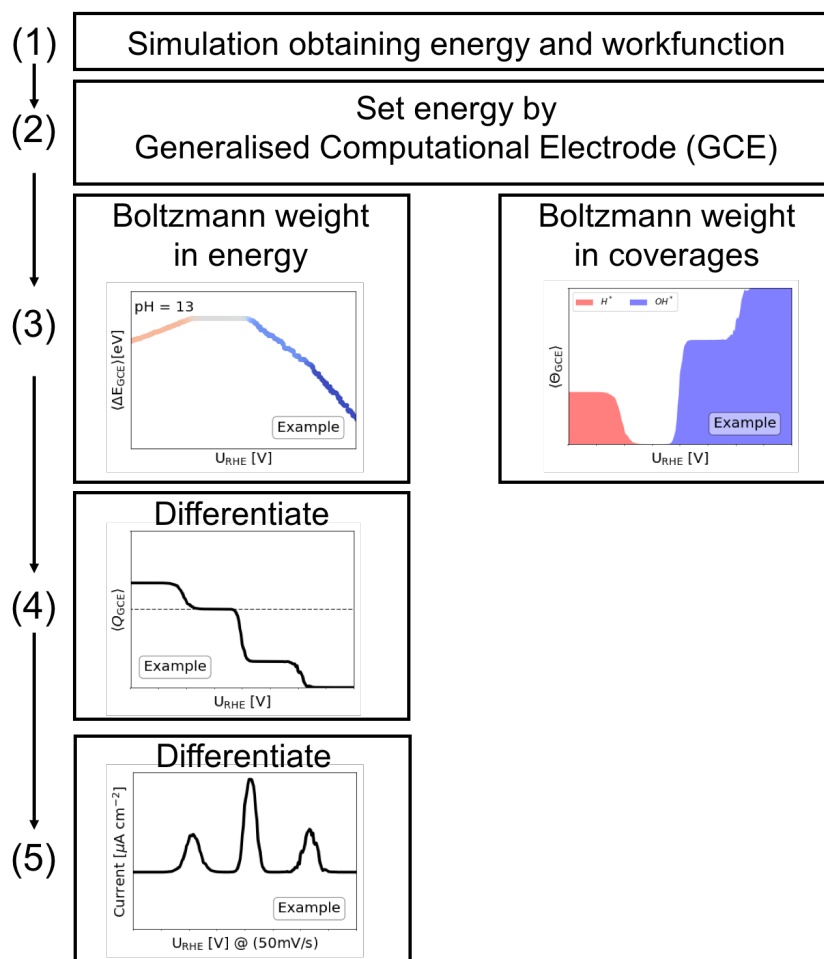 (1)
Simulation obtaining energy and workfunction
(2)
Set energy by
Generalised Computational Electrode (GCE)
(3)
Boltzmann weight
in energy
pH = 13
⟨ΔE_GCE⟩[eV]
Example
U_RHE [V]
Boltzmann weight
in coverages
H*
OH*
⟨Θ_GCE⟩
Example
U_RHE [V]
(4)
Differentiate
⟨Q_GCE⟩
Example
U_RHE [V]
(5)
Differentiate
Current [μA cm⁻²]
Example
U_RHE [V] @ (50mV/s)